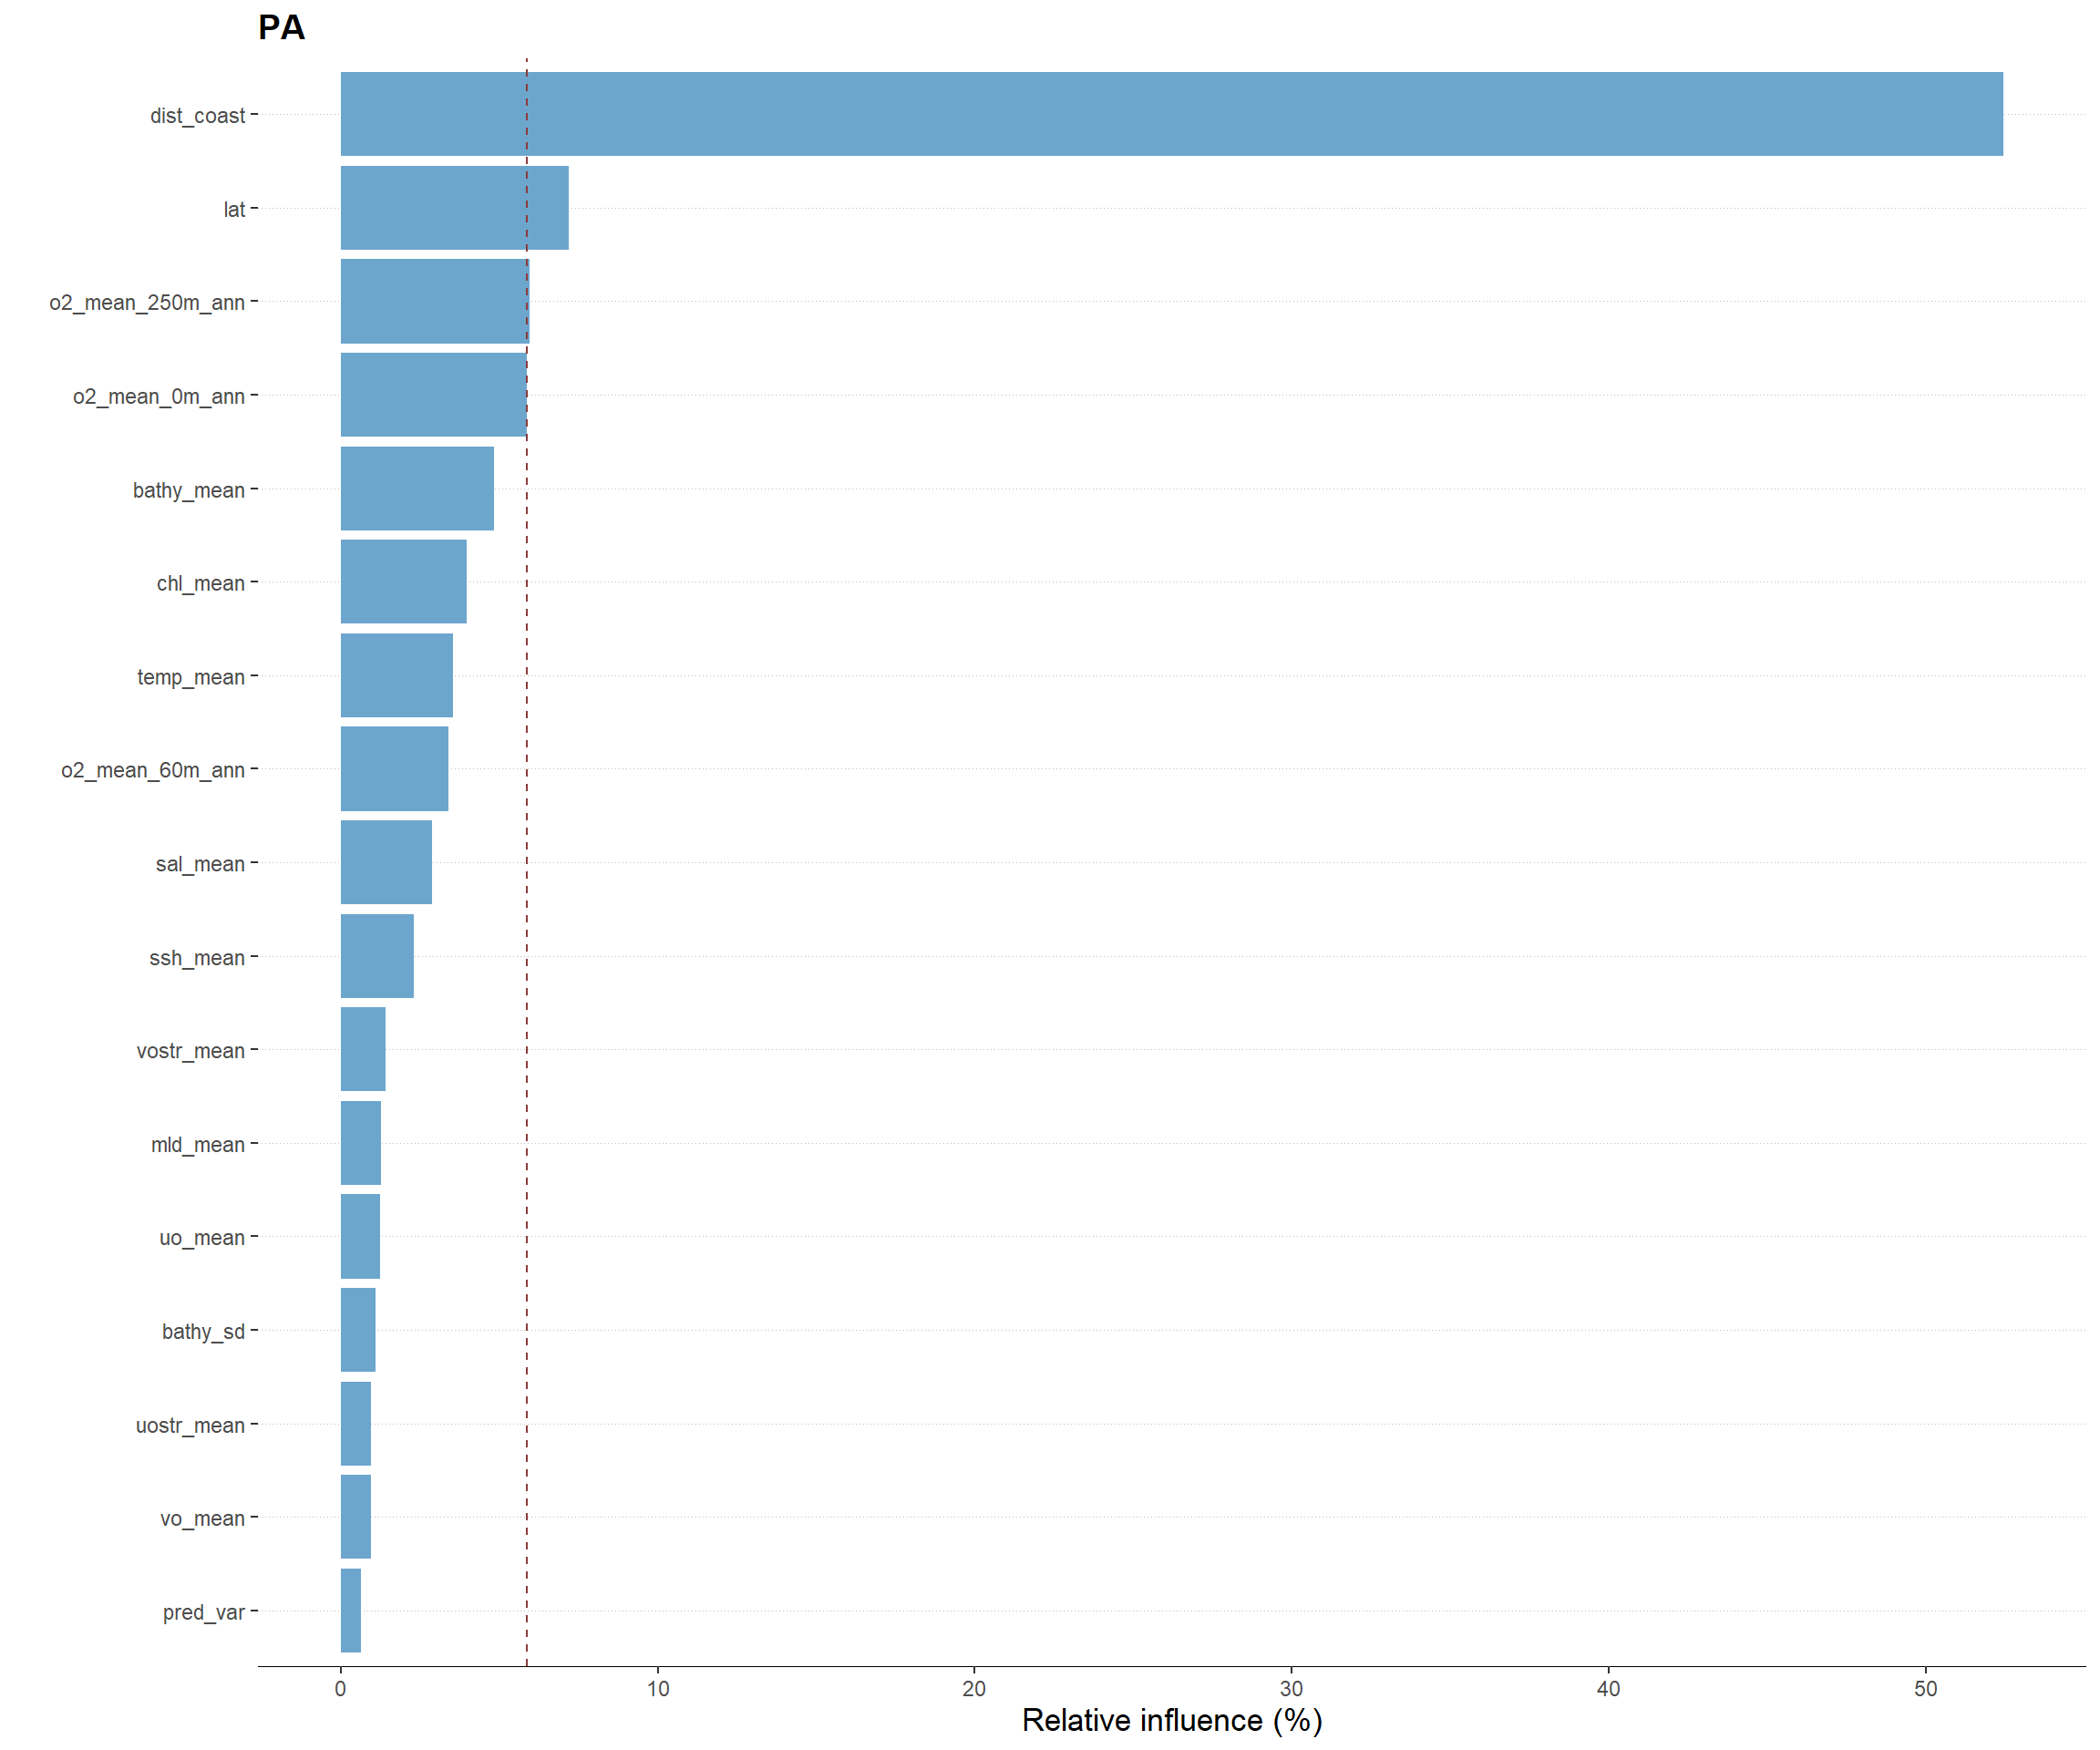 PA
dist_coast
lat
o2_mean_250m_ann
o2_mean_0m_ann
bathy_mean
chl_mean
temp_mean
o2_mean_60m_ann
sal_mean
ssh_mean
vostr_mean
mld_mean
uo_mean
bathy_sd
uostr_mean
vo_mean
pred_var
0 10 20 30 40 50
Relative influence (%)